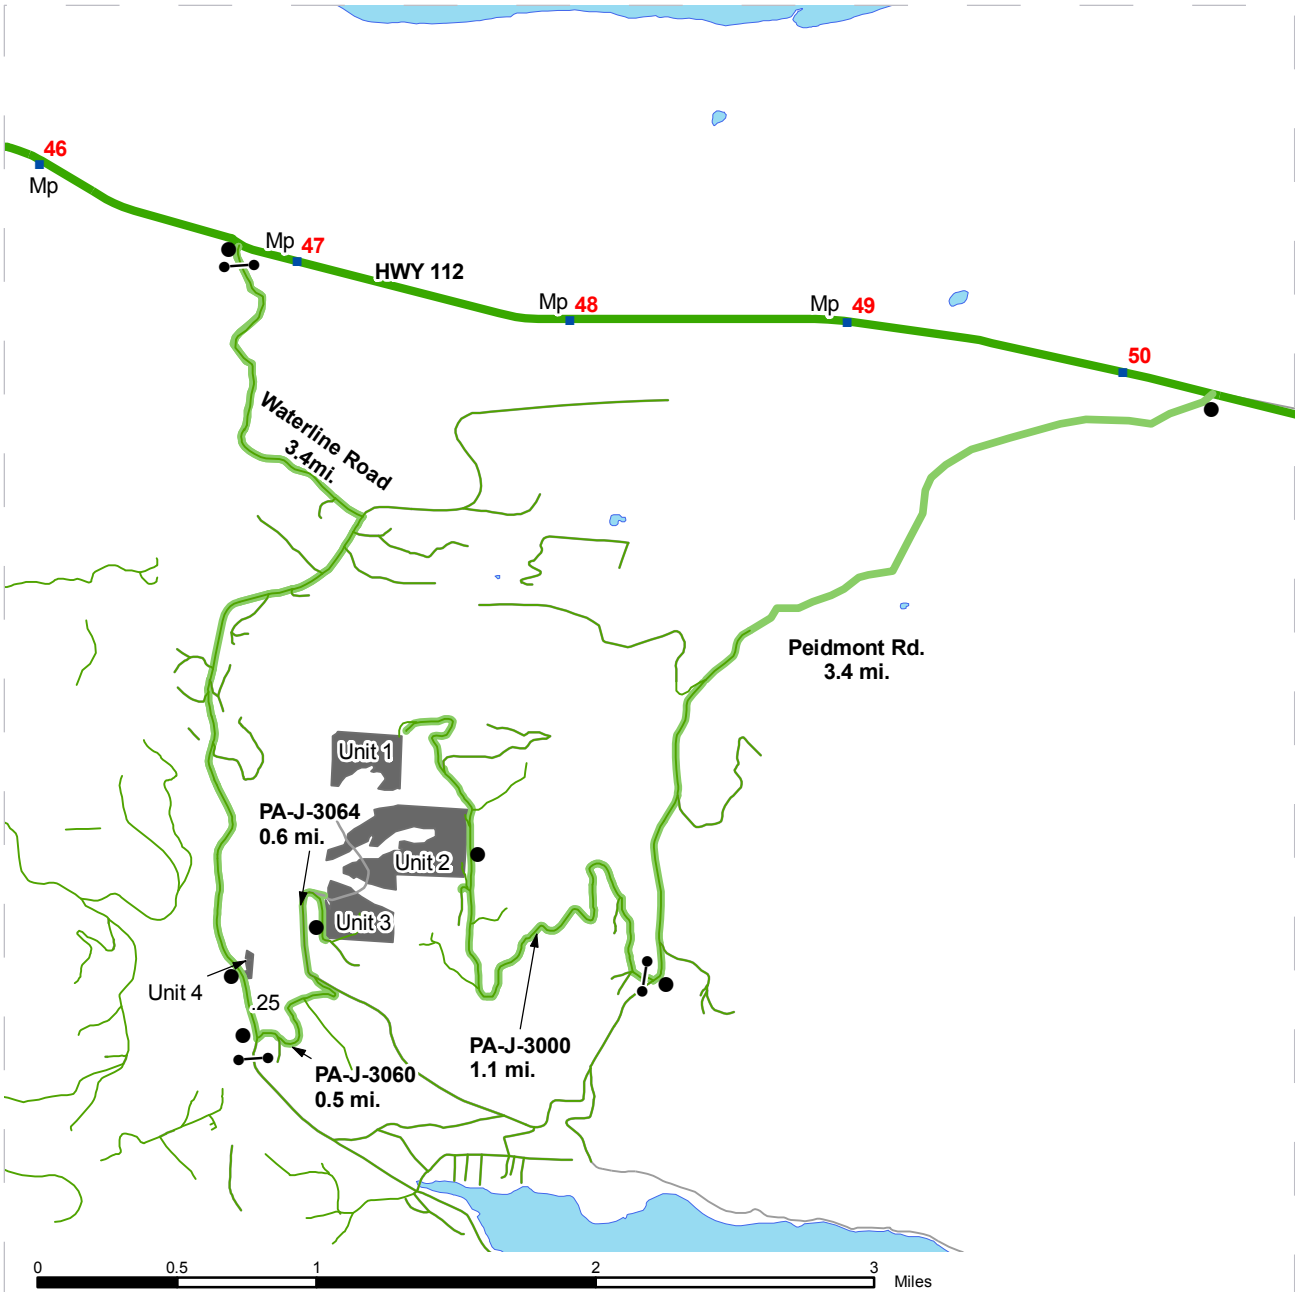 46
Mp
Mp 47
HWY 112
Mp 48
Mp 49
50
Waterline Road
3.4mi.
Peidmont Rd.
3.4 mi.
Unit 1
PA-J-3064
0.6 mi.
Unit 2
Unit 3
Unit 4
.25
PA-J-3000
1.1 mi.
PA-J-3060
0.5 mi.
0 0.5 1 2 3 Miles